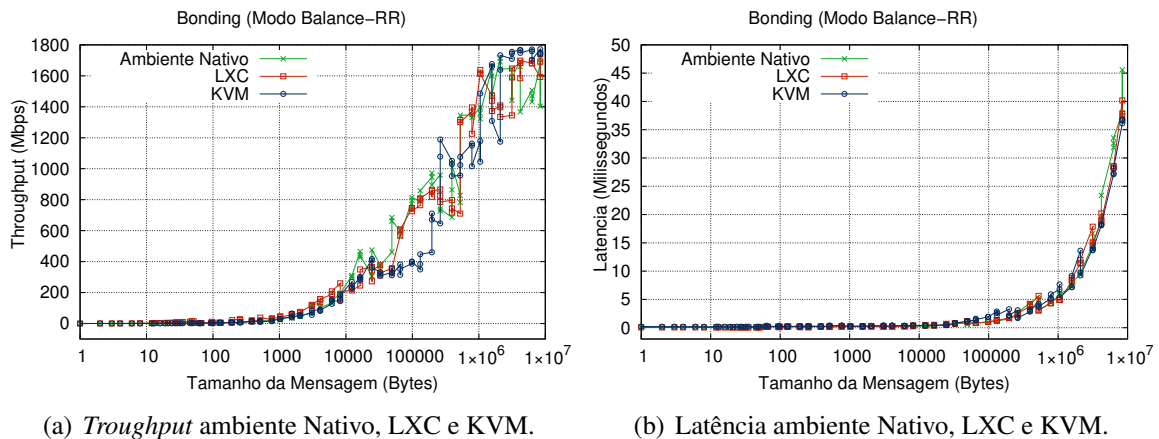 Bonding (Modo Balance−RR)
1800
1600
1400
1200
1000
800
600
400
200
0
Throughput (Mbps)
Ambiente Nativo
LXC
KVM
1 10 100 1000 10000 100000 1×10^6 1×10^7
Tamanho da Mensagem (Bytes)
(a) Troughput ambiente Nativo, LXC e KVM.
Bonding (Modo Balance−RR)
50
45
40
35
30
25
20
15
10
5
0
Latencia (Milissegundos)
Ambiente Nativo
LXC
KVM
1 10 100 1000 10000 100000 1×10^6 1×10^7
Tamanho da Mensagem (Bytes)
(b) Latência ambiente Nativo, LXC e KVM.